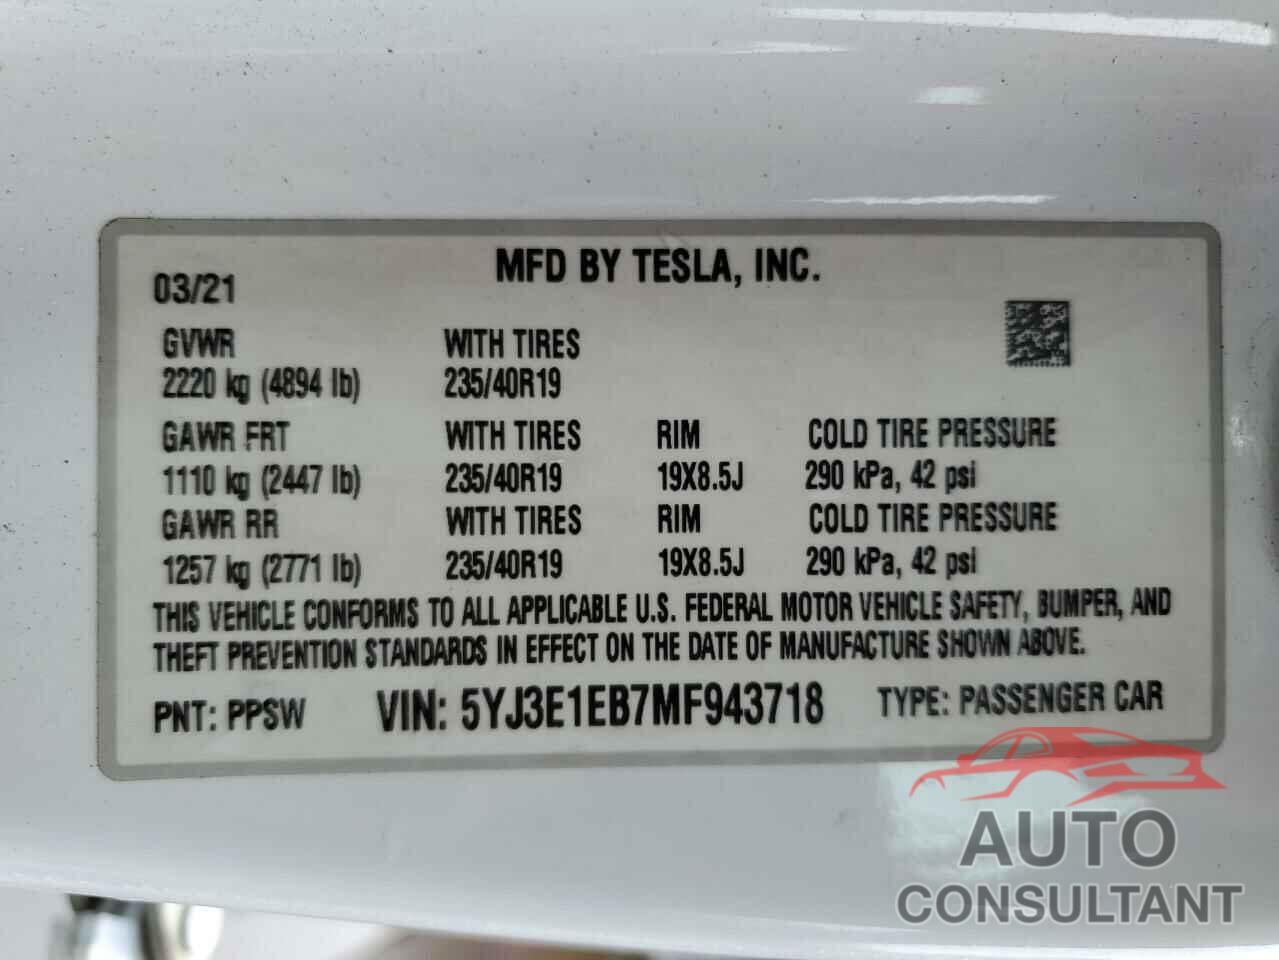 MFD BY TESLA, INC.
03/21
GVWR WITH TIRES
2220 kg (4894 lb) 235/40R19
GAWR FRT WITH TIRES RIM COLD TIRE PRESSURE
1110 kg (2447 lb) 235/40R19 19X8.5J 290 kPa, 42 psi
GAWR RR WITH TIRES RIM COLD TIRE PRESSURE
1257 kg (2771 lb) 235/40R19 19X8.5J 290 kPa, 42 psi
THIS VEHICLE CONFORMS TO ALL APPLICABLE U.S. FEDERAL MOTOR VEHICLE SAFETY, BUMPER, AND
THEFT PREVENTION STANDARDS IN EFFECT ON THE DATE OF MANUFACTURE SHOWN ABOVE.
PNT: PPSW VIN: 5YJ3E1EB7MF943718 TYPE: PASSENGER CAR
AUTO
CONSULTANT